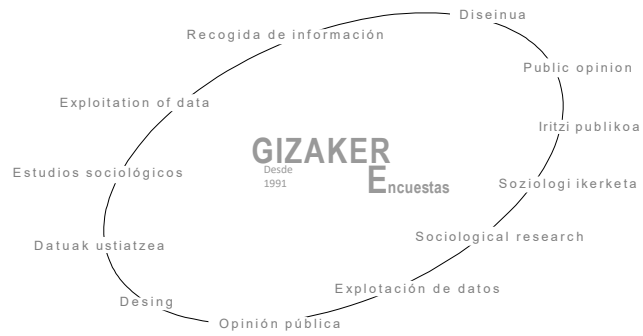 Diseinua
Recogida de información
Public opinion
Exploitation of data
Iritzi publikoa
GIZAKER
Desde
1991
Encuestas
Estudios sociológicos
Soziologi ikerketa
Sociological research
Datuak ustiatzea
Explotación de datos
Desing
Opinión pública